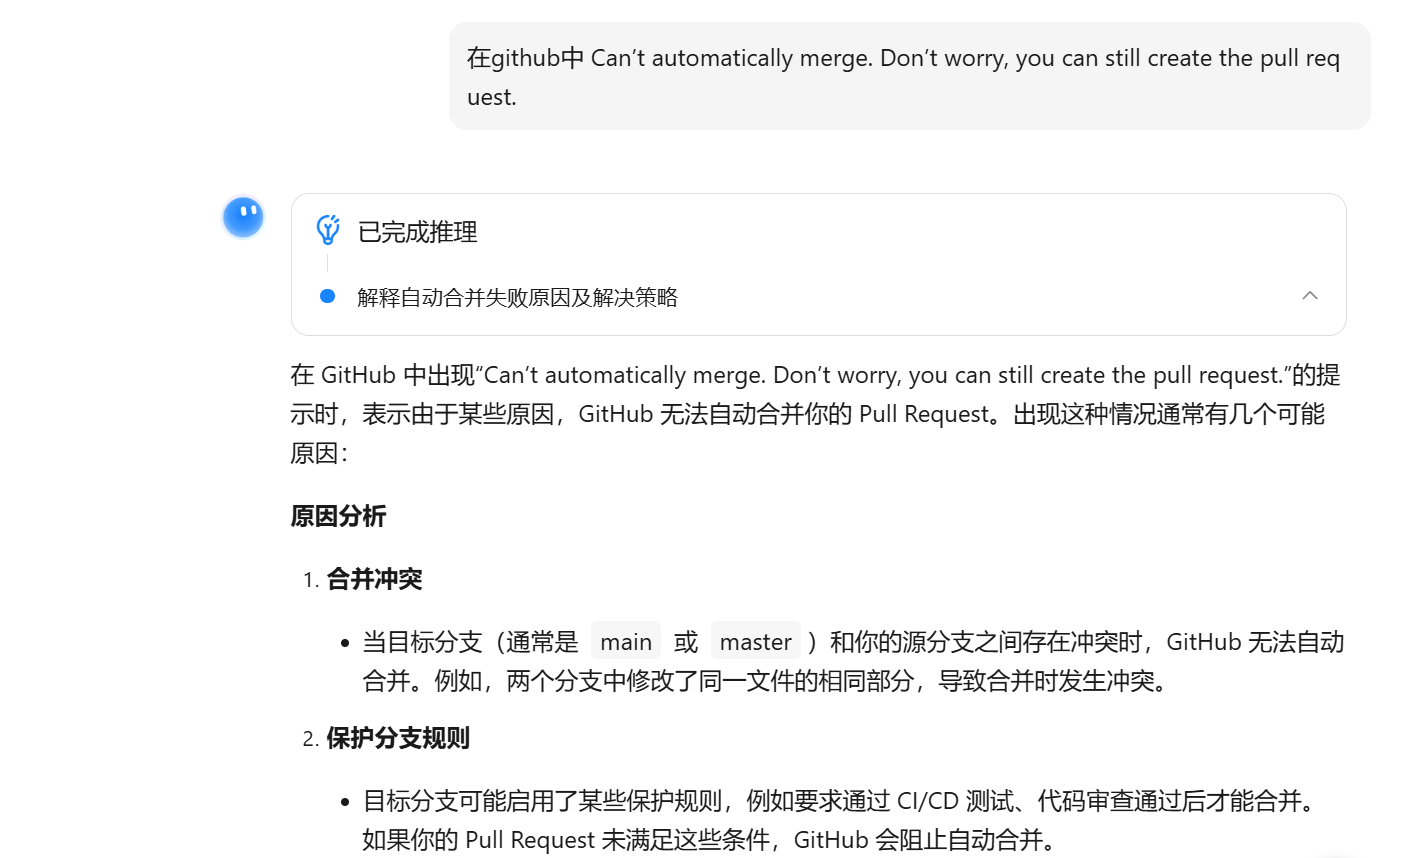 在github中 Can’t automatically merge. Don’t worry, you can still create the pull req
uest.
已完成推理
解释自动合并失败原因及解决策略
在 GitHub 中出现“Can’t automatically merge. Don’t worry, you can still create the pull request.”的提
示时，表示由于某些原因，GitHub 无法自动合并你的 Pull Request。出现这种情况通常有几个可能
原因：
原因分析
1. 合并冲突
• 当目标分支（通常是 main 或 master ）和你的源分支之间存在冲突时，GitHub 无法自动
合并。例如，两个分支中修改了同一文件的相同部分，导致合并时发生冲突。
2. 保护分支规则
• 目标分支可能启用了某些保护规则，例如要求通过 CI/CD 测试、代码审查通过后才能合并。
如果你的 Pull Request 未满足这些条件，GitHub 会阻止自动合并。